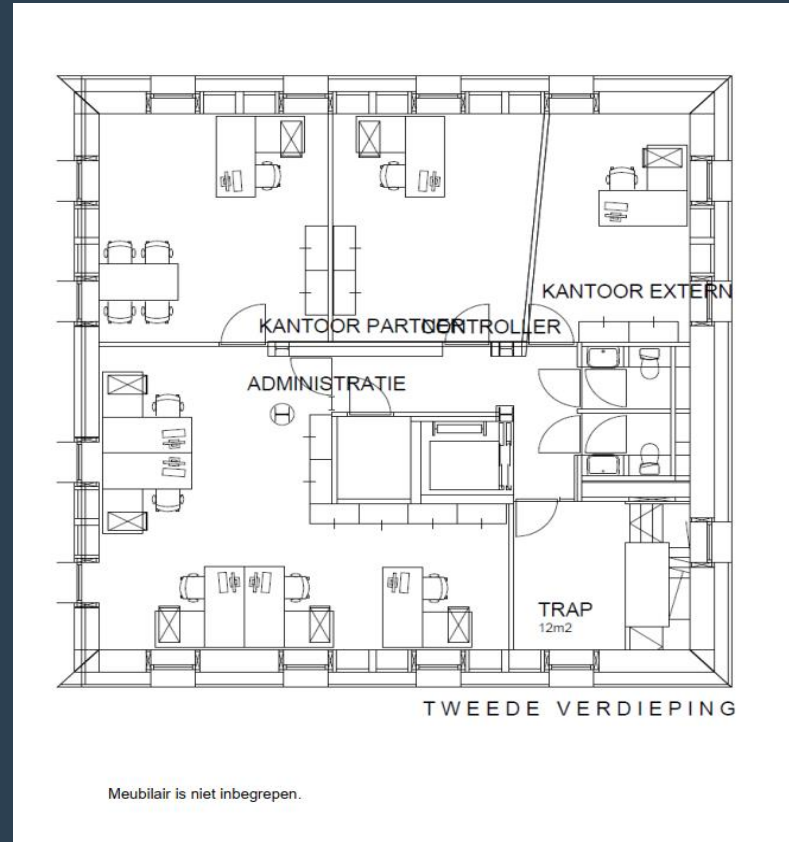 KANTOOR EXTERN
KANTOOR PARTNER
CONTROLLER
ADMINISTRATIE
TRAP
12m2
TWEEDE VERDIEPING
Meubilair is niet inbegrepen.